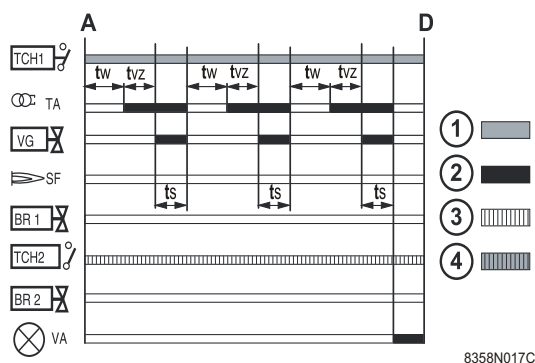 A D
TCH1
tw tvz tw tvz tw tvz
TA
1
VG
2
SF
ts ts ts
BR 1
3
TCH2
4
BR 2
VA
8358N017C